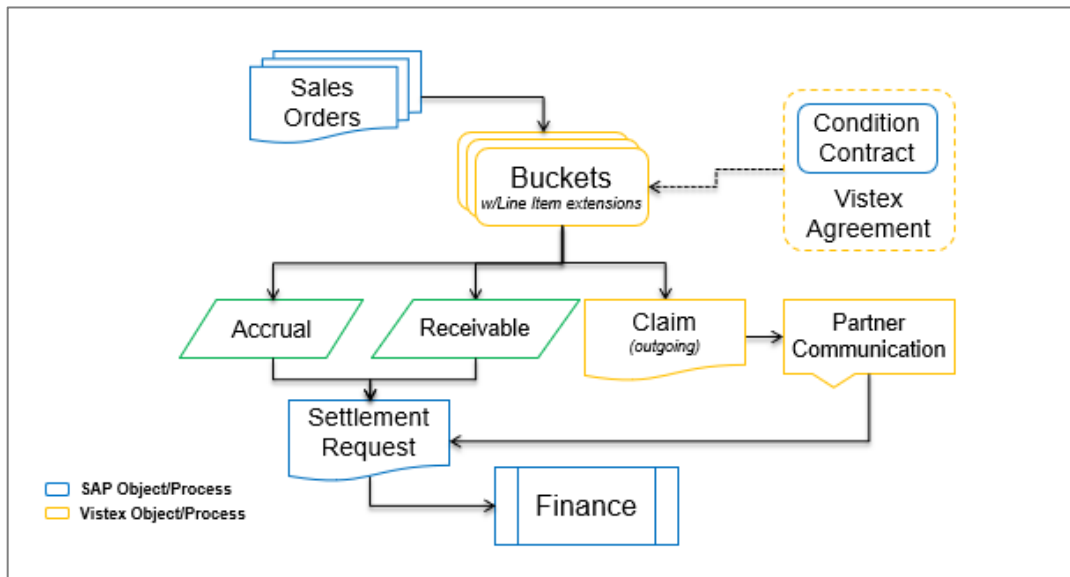 Sales
Orders
Condition
Contract
Vistex
Agreement
Buckets
w/Line Item extensions
Accrual
Receivable
Claim
(outgoing)
Partner
Communication
Settlement
Request
SAP Object/Process
Vistex Object/Process
Finance